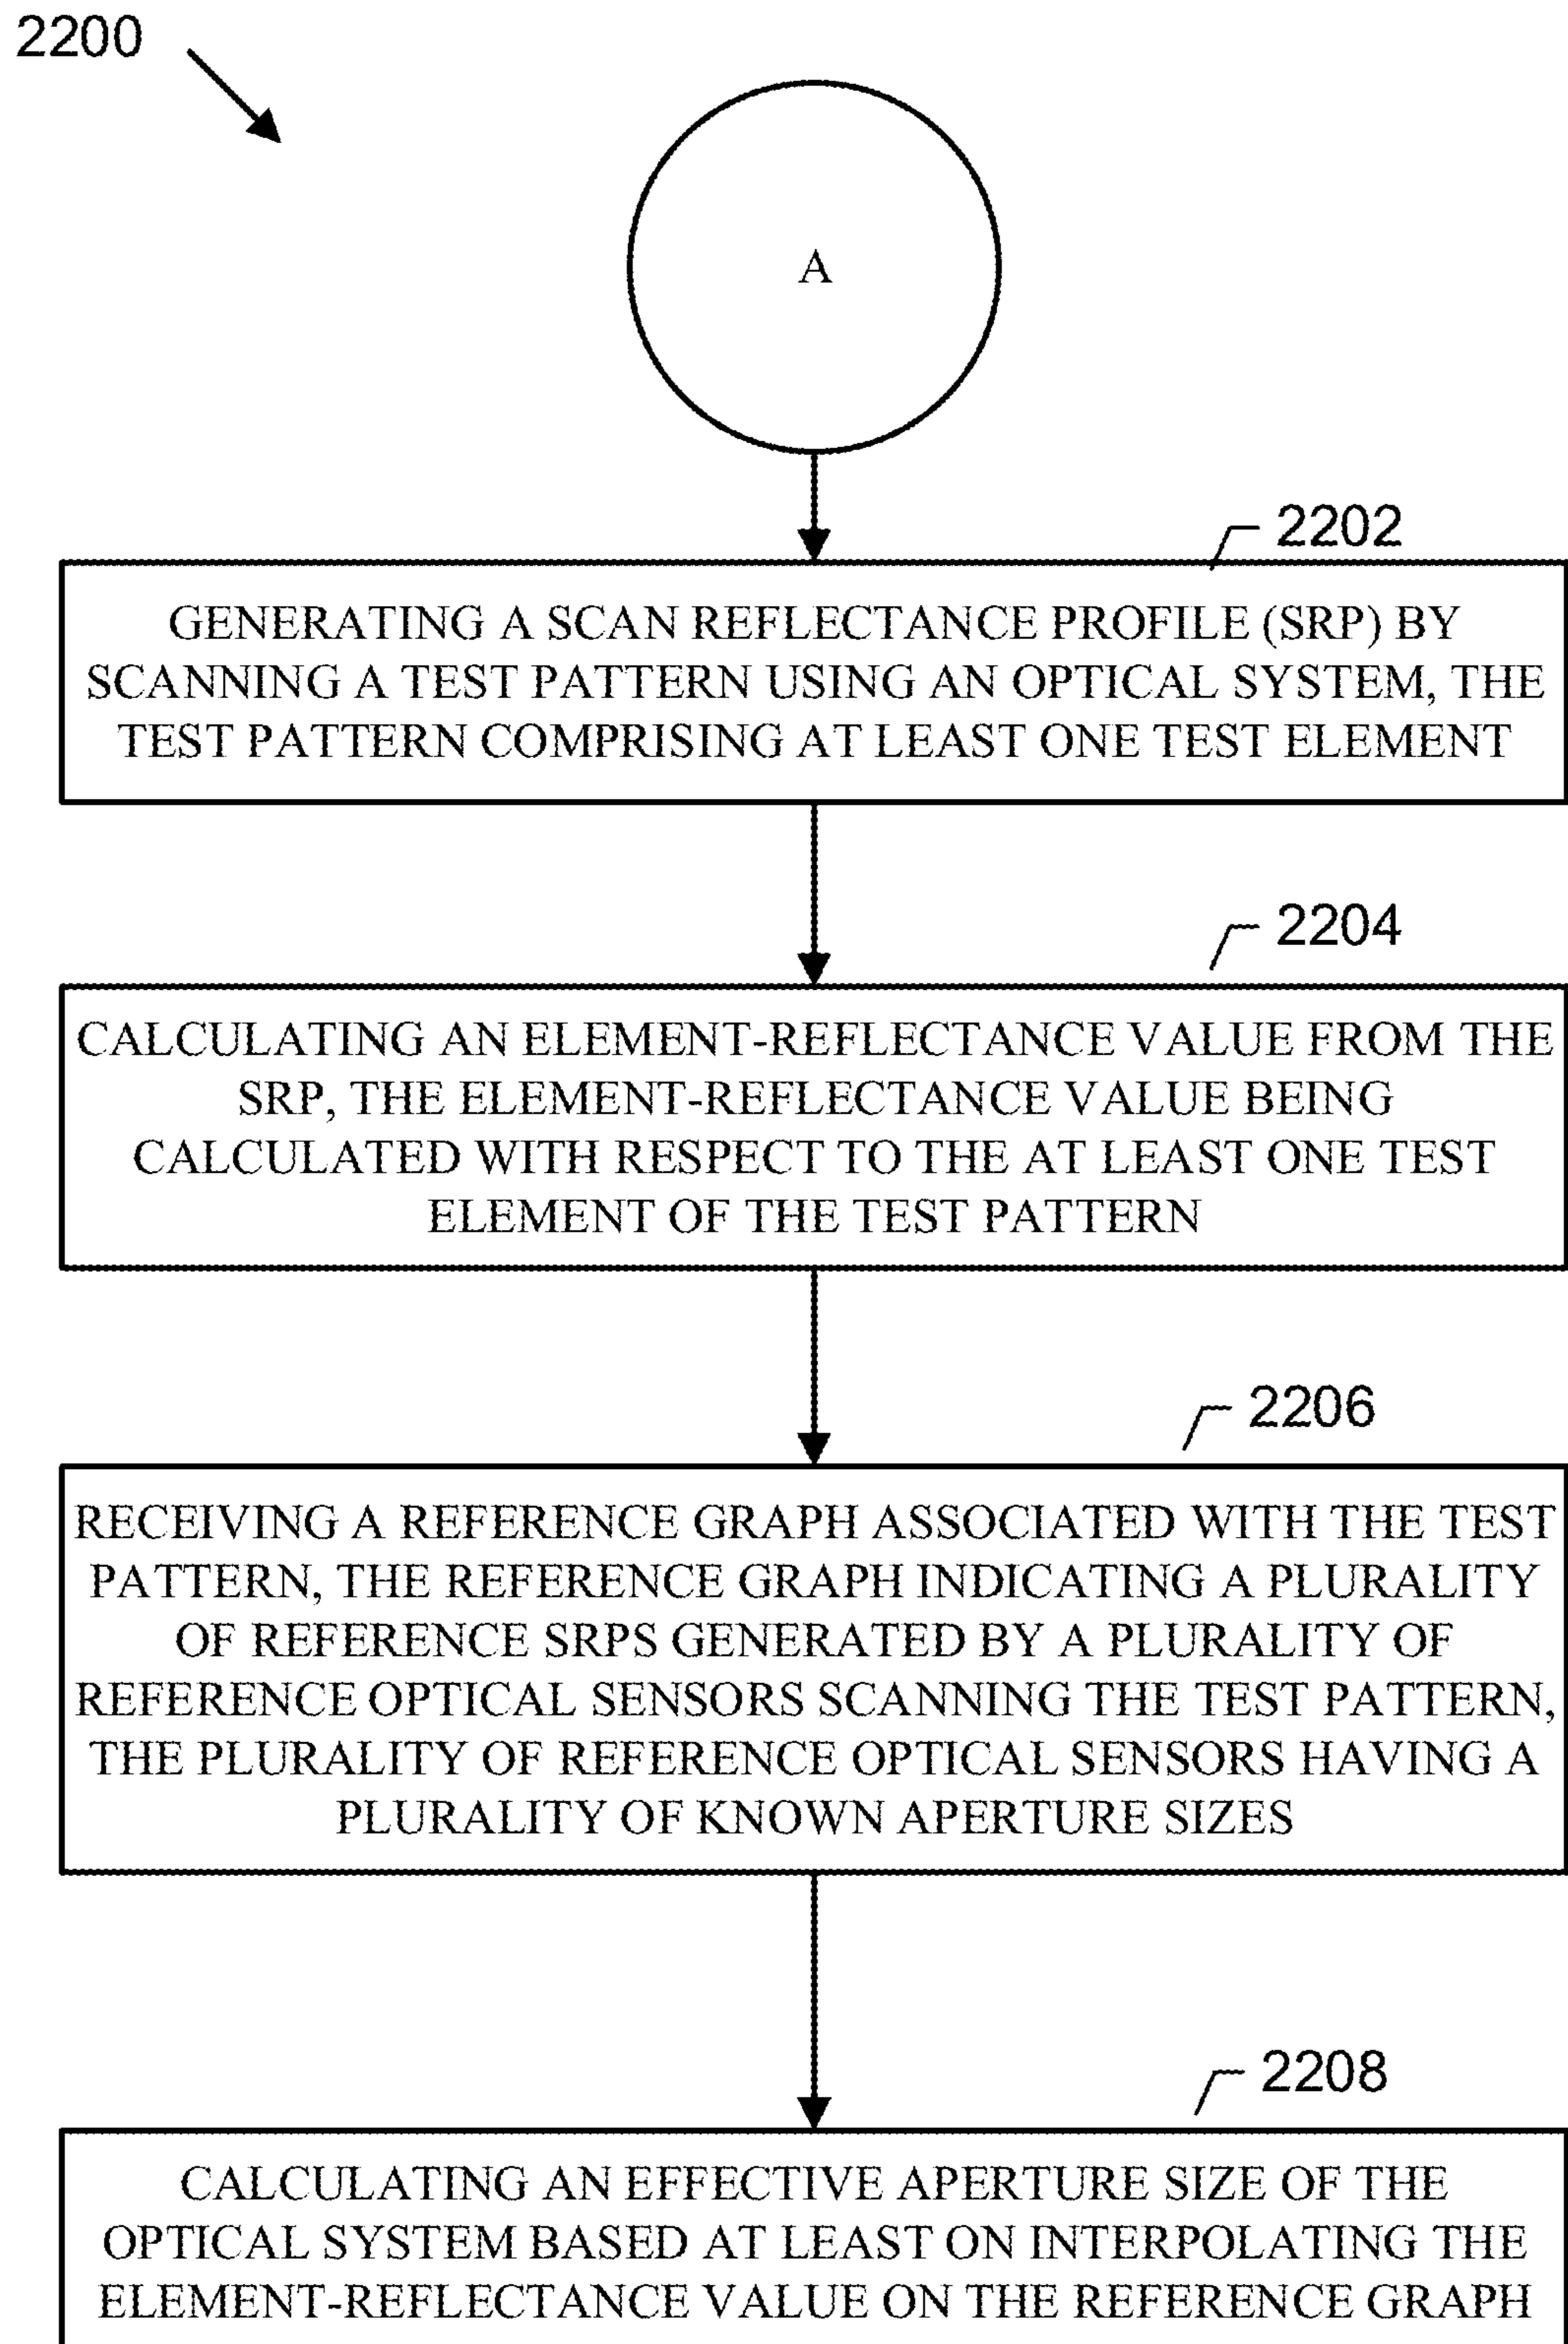 2200
A
2202
GENERATING A SCAN REFLECTANCE PROFILE (SRP) BY
SCANNING A TEST PATTERN USING AN OPTICAL SYSTEM, THE
TEST PATTERN COMPRISING AT LEAST ONE TEST ELEMENT
2204
CALCULATING AN ELEMENT-REFLECTANCE VALUE FROM THE
SRP, THE ELEMENT-REFLECTANCE VALUE BEING
CALCULATED WITH RESPECT TO THE AT LEAST ONE TEST
ELEMENT OF THE TEST PATTERN
2206
RECEIVING A REFERENCE GRAPH ASSOCIATED WITH THE TEST
PATTERN, THE REFERENCE GRAPH INDICATING A PLURALITY
OF REFERENCE SRPS GENERATED BY A PLURALITY OF
REFERENCE OPTICAL SENSORS SCANNING THE TEST PATTERN,
THE PLURALITY OF REFERENCE OPTICAL SENSORS HAVING A
PLURALITY OF KNOWN APERTURE SIZES
2208
CALCULATING AN EFFECTIVE APERTURE SIZE OF THE
OPTICAL SYSTEM BASED AT LEAST ON INTERPOLATING THE
ELEMENT-REFLECTANCE VALUE ON THE REFERENCE GRAPH